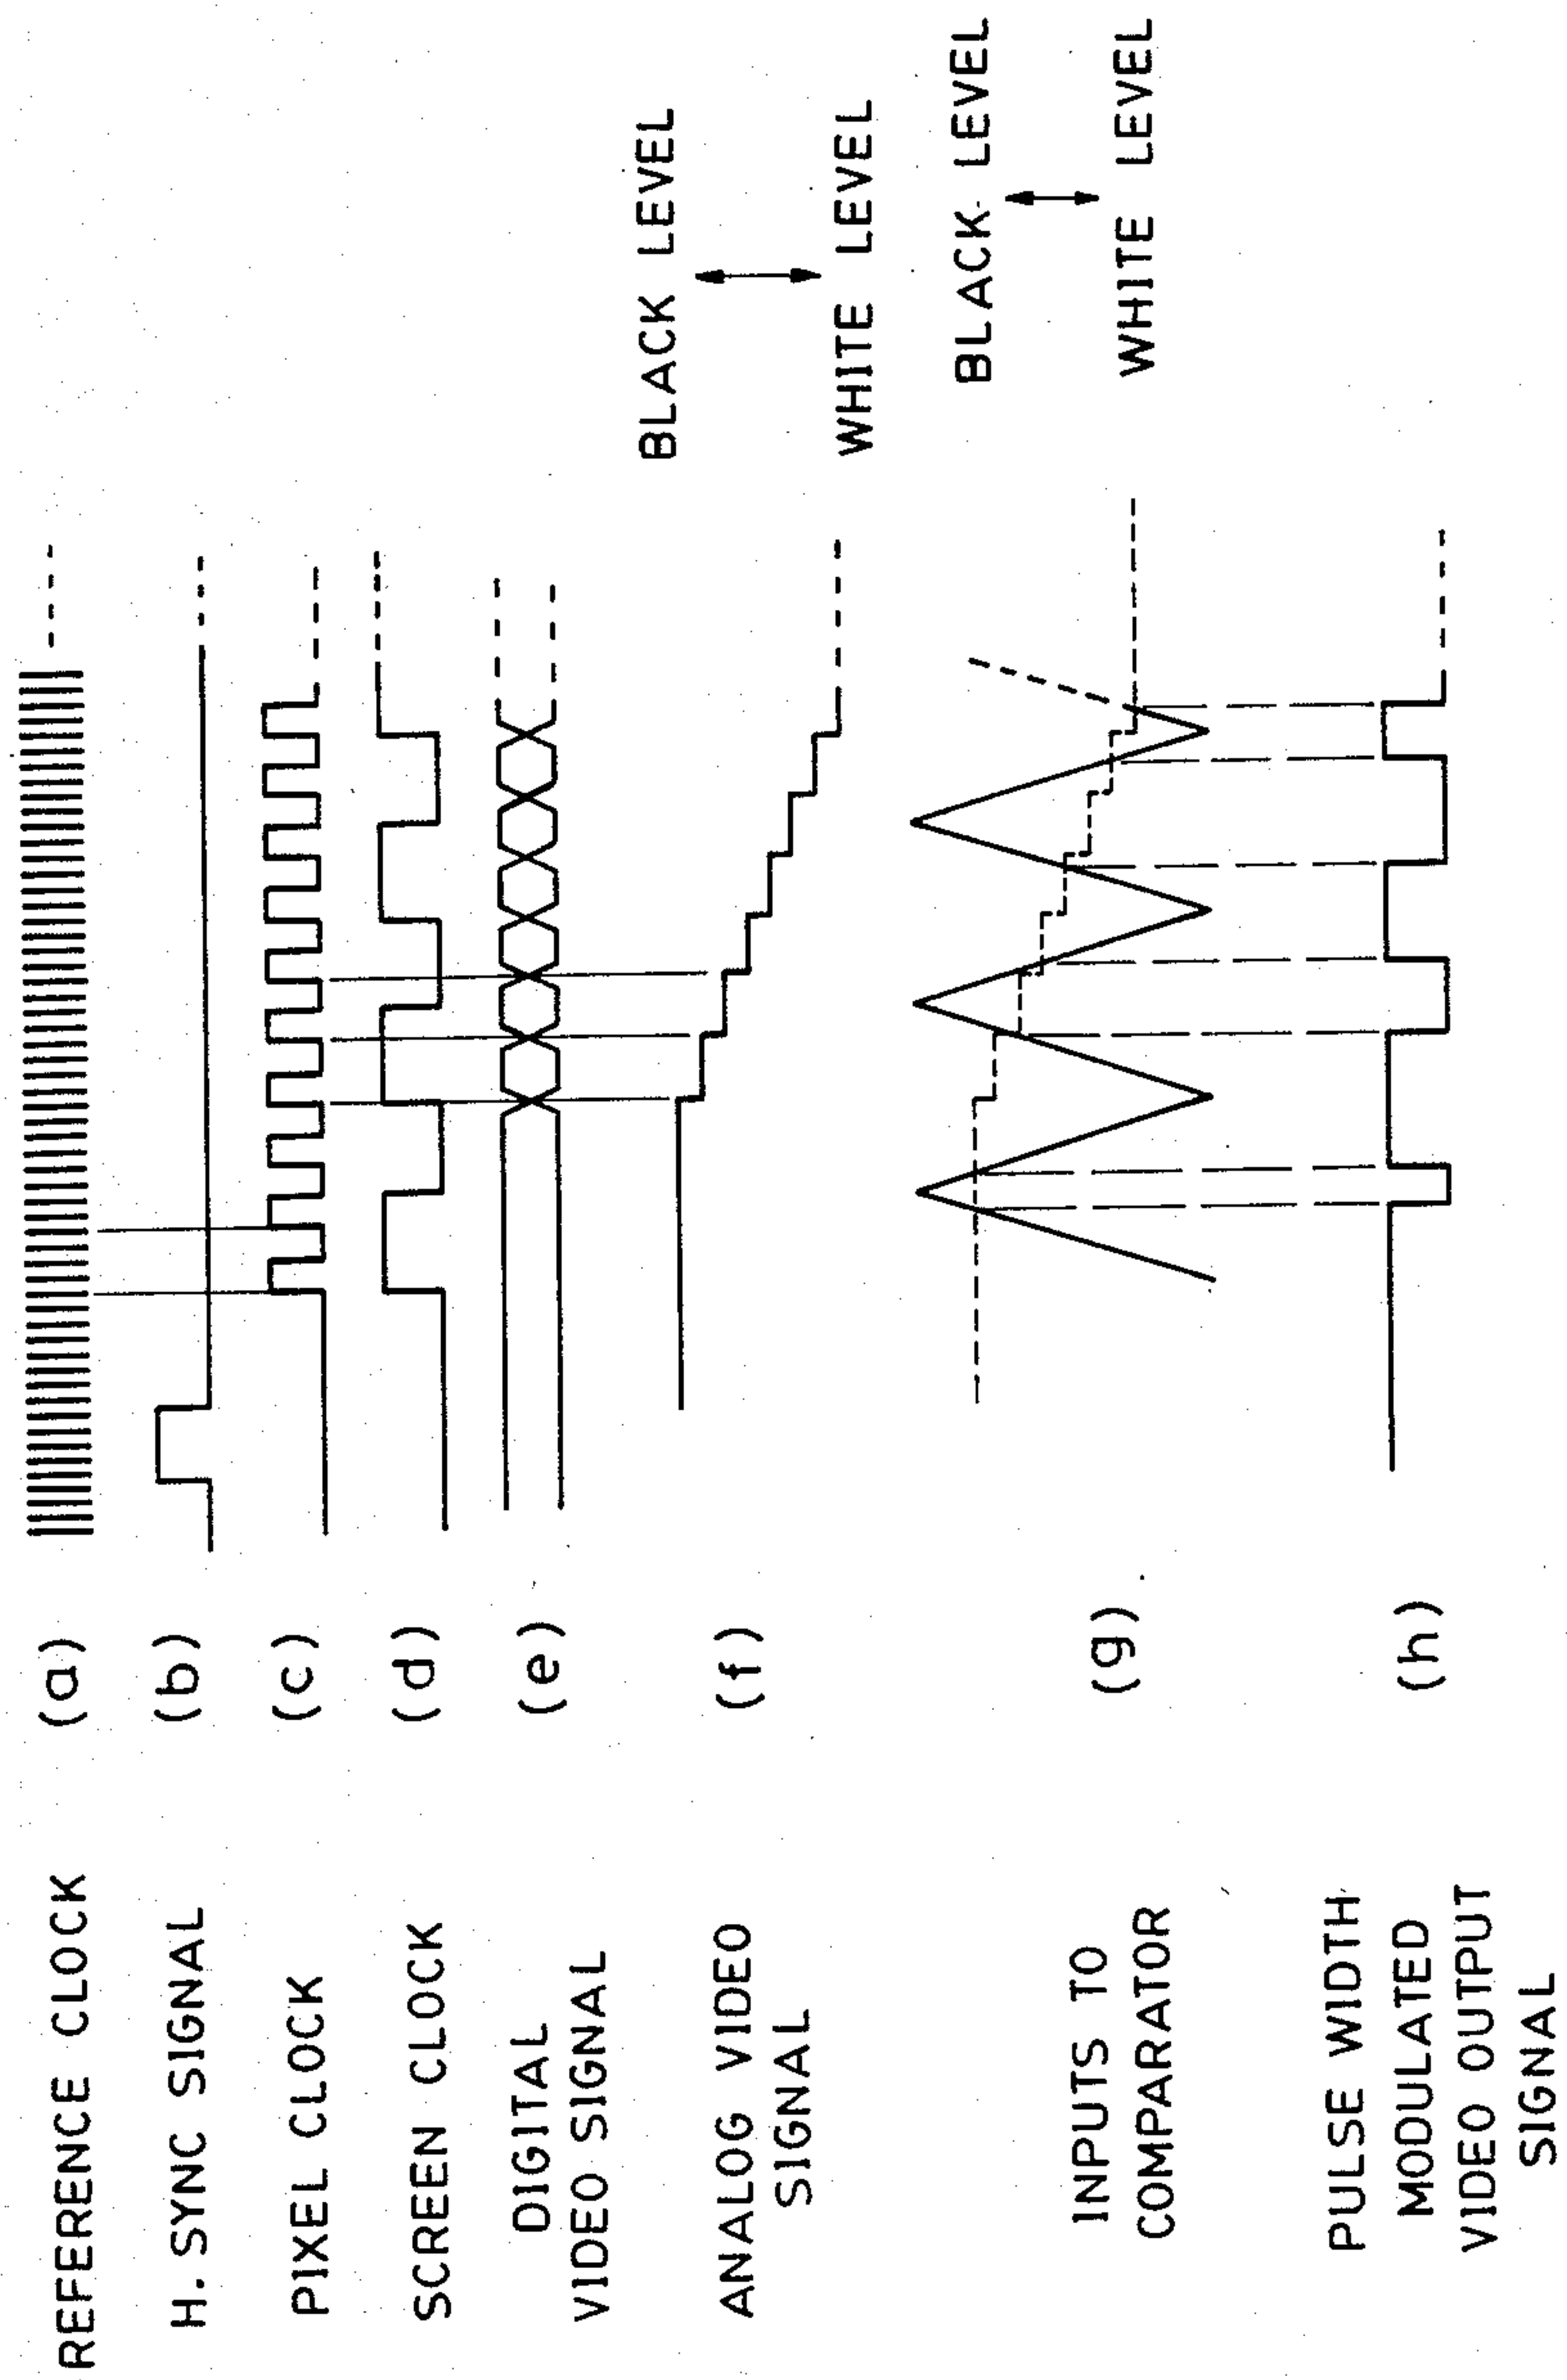 REFERENCE CLOCK (a)
H. SYNC SIGNAL (b)
PIXEL CLOCK (c)
SCREEN CLOCK (d)
DIGITAL
VIDEO SIGNAL (e)
ANALOG VIDEO
SIGNAL (f)
BLACK LEVEL
WHITE LEVEL
INPUTS TO
COMPARATOR (g)
BLACK LEVEL
WHITE LEVEL
PULSE WIDTH
MODULATED
VIDEO OUTPUT
SIGNAL (h)